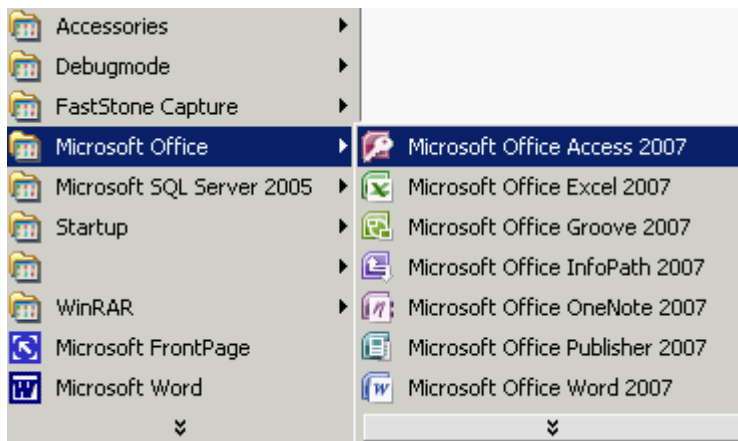 Accessories
Debugmode
FastStone Capture
Microsoft Office
Microsoft SQL Server 2005
Startup
WinRAR
Microsoft FrontPage
Microsoft Word
Microsoft Office Access 2007
Microsoft Office Excel 2007
Microsoft Office Groove 2007
Microsoft Office InfoPath 2007
Microsoft Office OneNote 2007
Microsoft Office Publisher 2007
Microsoft Office Word 2007